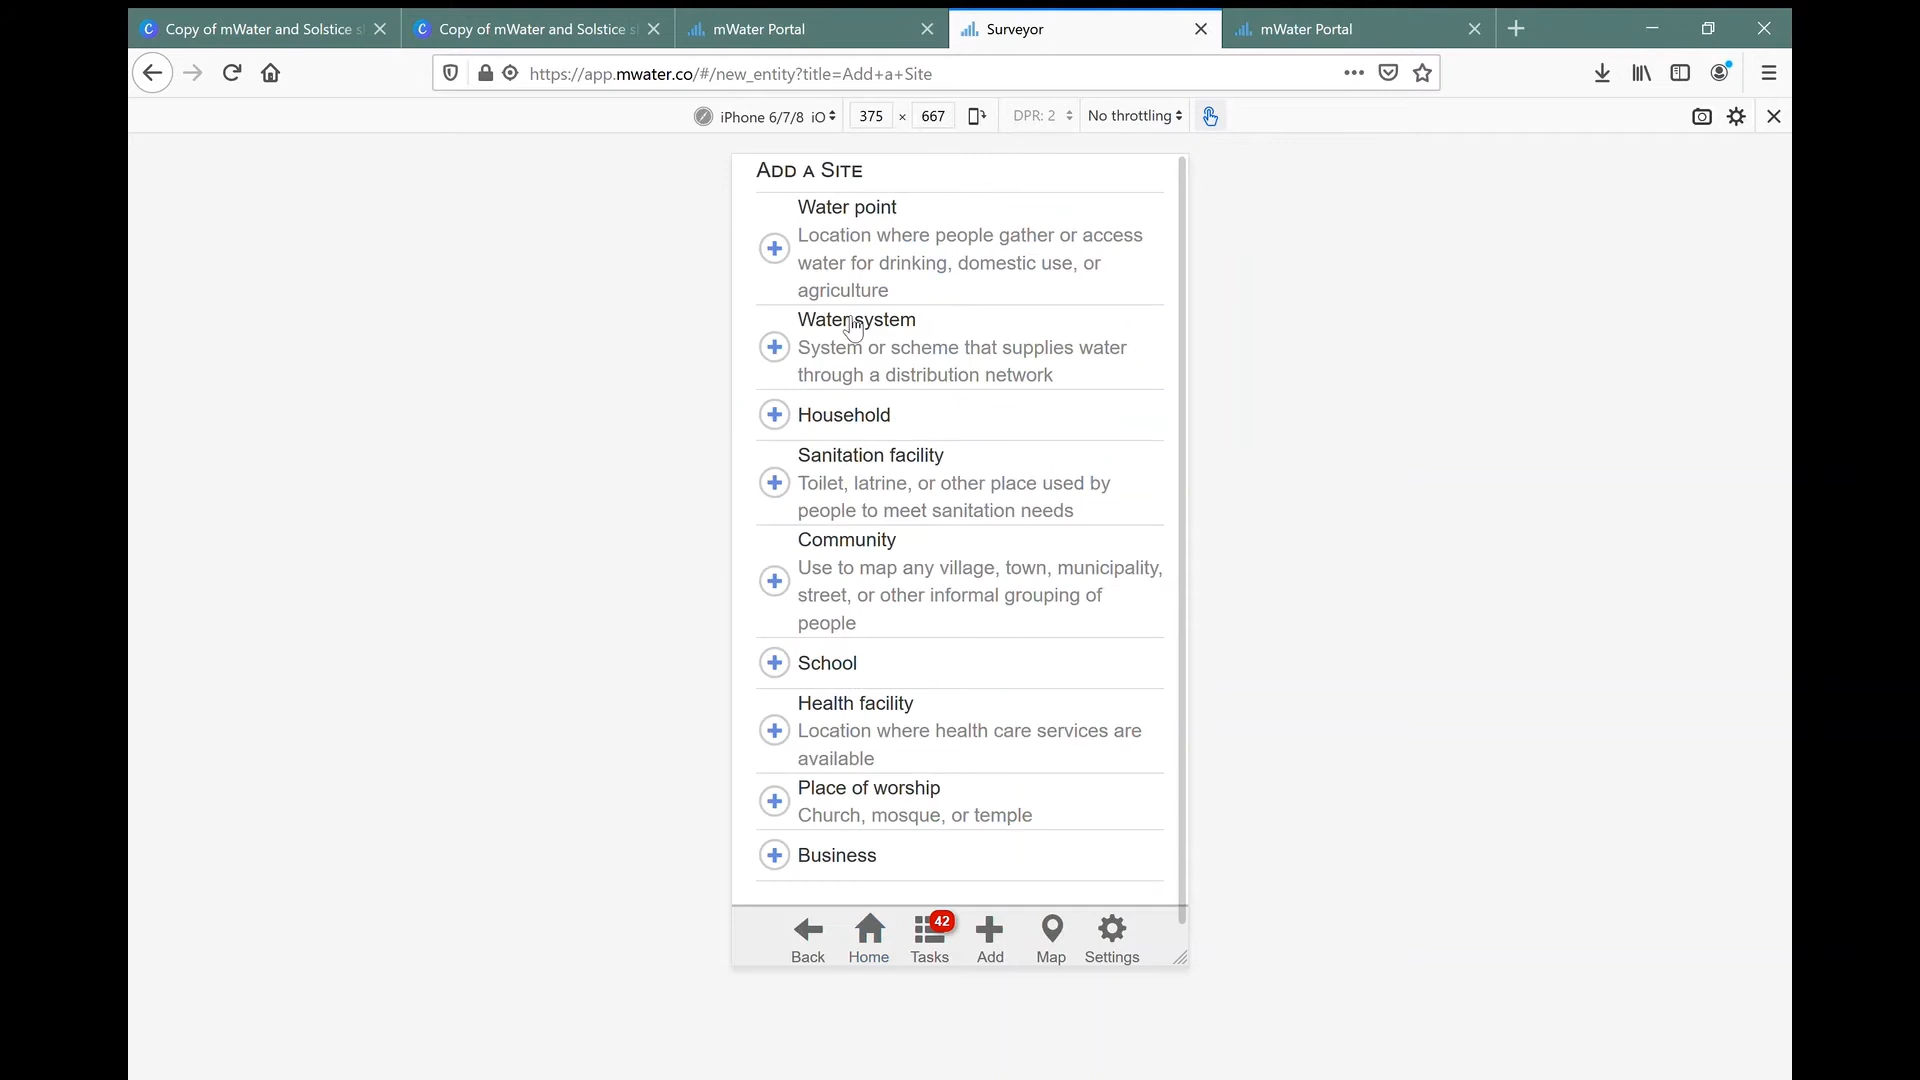 Copy of mWater and Solstice s
Copy of mWater and Solstice s
mWater Portal
Surveyor
mWater Portal
https://app.mwater.co/#/new_entity?title=Add+a+Site
iPhone 6/7/8 iO
375 × 667
DPR: 2
No throttling
Add a Site
Water point
Location where people gather or access
water for drinking, domestic use, or
agriculture
Water system
System or scheme that supplies water
through a distribution network
Household
Sanitation facility
Toilet, latrine, or other place used by
people to meet sanitation needs
Community
Use to map any village, town, municipality,
street, or other informal grouping of
people
School
Health facility
Location where health care services are
available
Place of worship
Church, mosque, or temple
Business
42
Back Home Tasks Add Map Settings